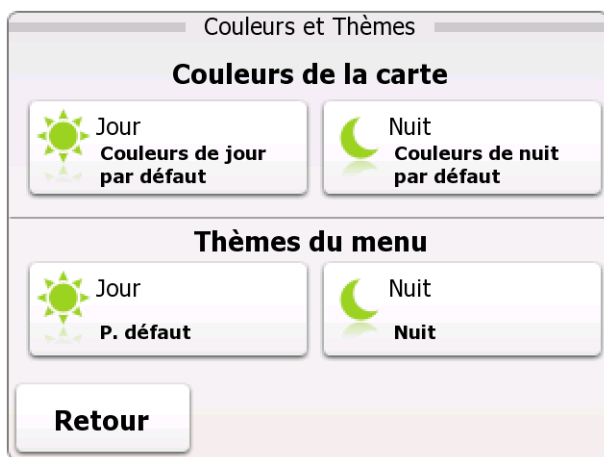 Couleurs et Thèmes
Couleurs de la carte
Jour
Couleurs de jour
par défaut
Nuit
Couleurs de nuit
par défaut
Thèmes du menu
Jour
P. défaut
Nuit
Nuit
Retour